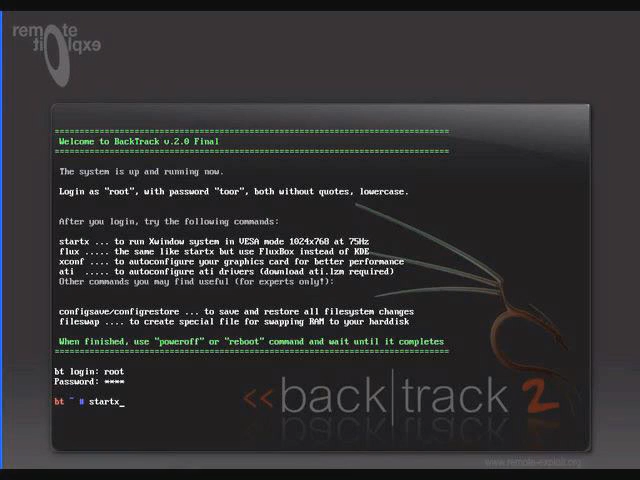 remote
exploit
==================================================================
Welcome to BackTrack v.2.0 Final
==================================================================
The system is up and running now.
Login as "root", with password "toor", both without quotes, lowercase.
After you login, try the following commands:
startx ... to run Xwindow system in VESA mode 1024x768 at 75Hz
flux ..... the same like startx but use FluxBox instead of KDE
xconf .... to autoconfigure your graphics card for better performance
ati ..... to autoconfigure ati drivers (download ati.lzm required)
Other commands you may find useful (for experts only!):
configsave/configrestore ... to save and restore all filesystem changes
fileswap .... to create special file for swapping RAM to your harddisk
When finished, use "poweroff" or "reboot" command and wait until it completes
==================================================================
bt login: root
Password: ****
bt ~ # startx_
<<back|track 2
www.remote-exploit.org